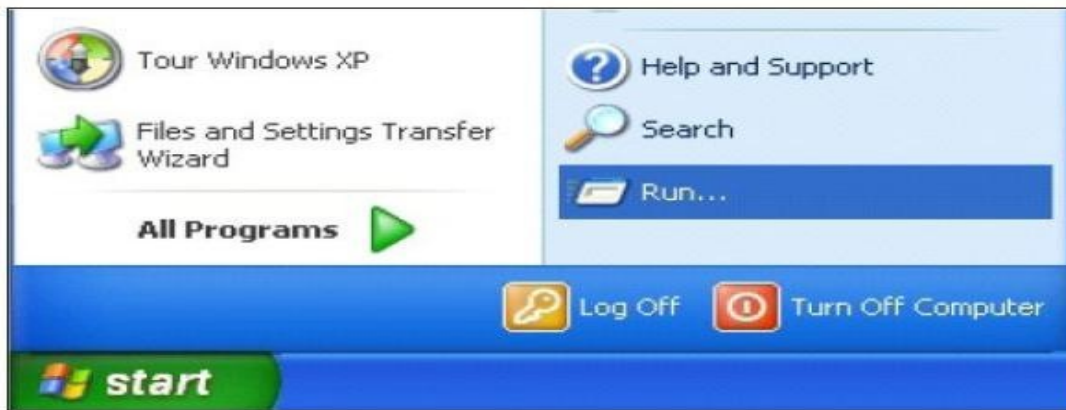 Tour Windows XP
Files and Settings Transfer
Wizard
All Programs
Help and Support
Search
Run...
Log Off
Turn Off Computer
start